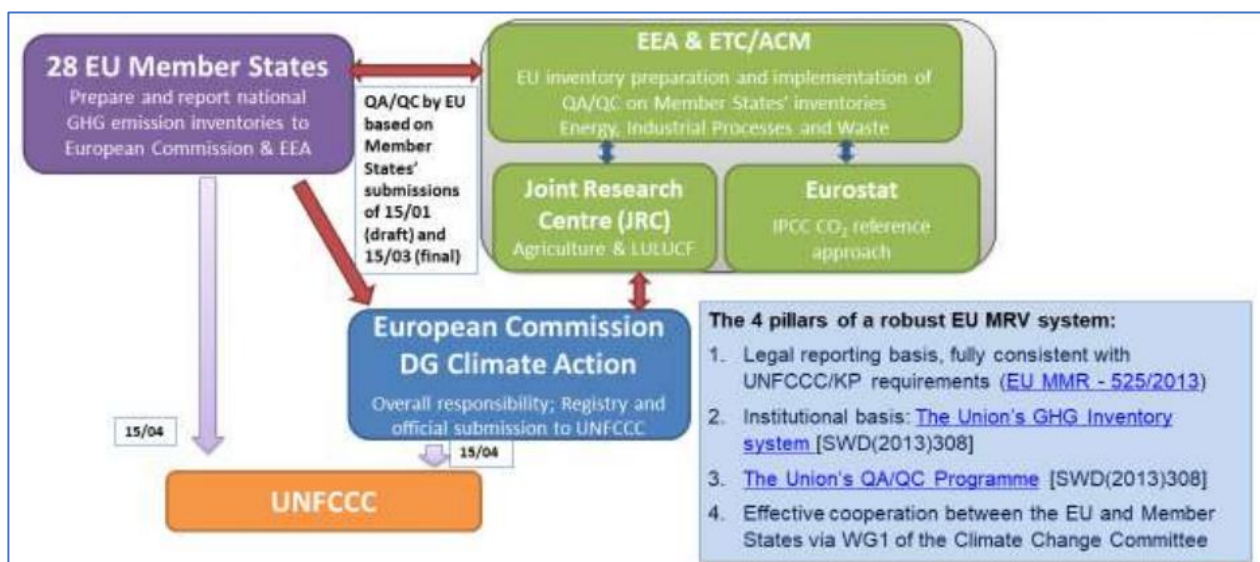 28 EU Member States
Prepare and report national
GHG emission inventories to
European Commission & EEA
QA/QC by EU
based on
Member
States'
submissions
of 15/01
(draft) and
15/03 (final)
EEA & ETC/ACM
EU inventory preparation and implementation of
QA/QC on Member States' inventories
Energy, Industrial Processes and Waste
Joint Research
Centre (JRC)
Agriculture & LULUCF
Eurostat
IPCC CO₂ reference
approach
European Commission
DG Climate Action
Overall responsibility; Registry and
official submission to UNFCCC
15/04
15/04
UNFCCC
The 4 pillars of a robust EU MRV system:
1. Legal reporting basis, fully consistent with
UNFCCC/KP requirements (EU MMR - 525/2013)
2. Institutional basis: The Union's GHG Inventory
system [SWD(2013)308]
3. The Union's QA/QC Programme [SWD(2013)308]
4. Effective cooperation between the EU and Member
States via WG1 of the Climate Change Committee